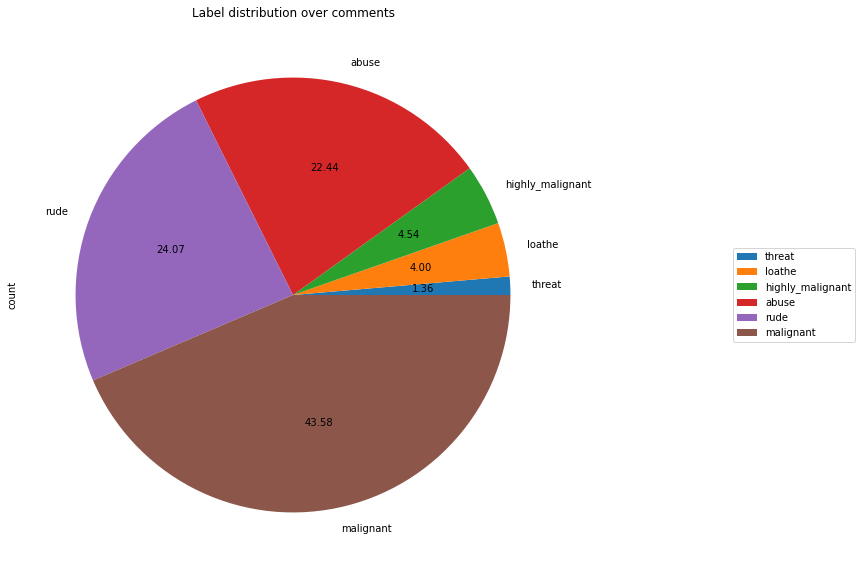 Label distribution over comments
abuse
22.44
highly_malignant
4.54
rude
24.07
loathe
4.00
threat
1.36
count
43.58
malignant
threat
loathe
highly_malignant
abuse
rude
malignant